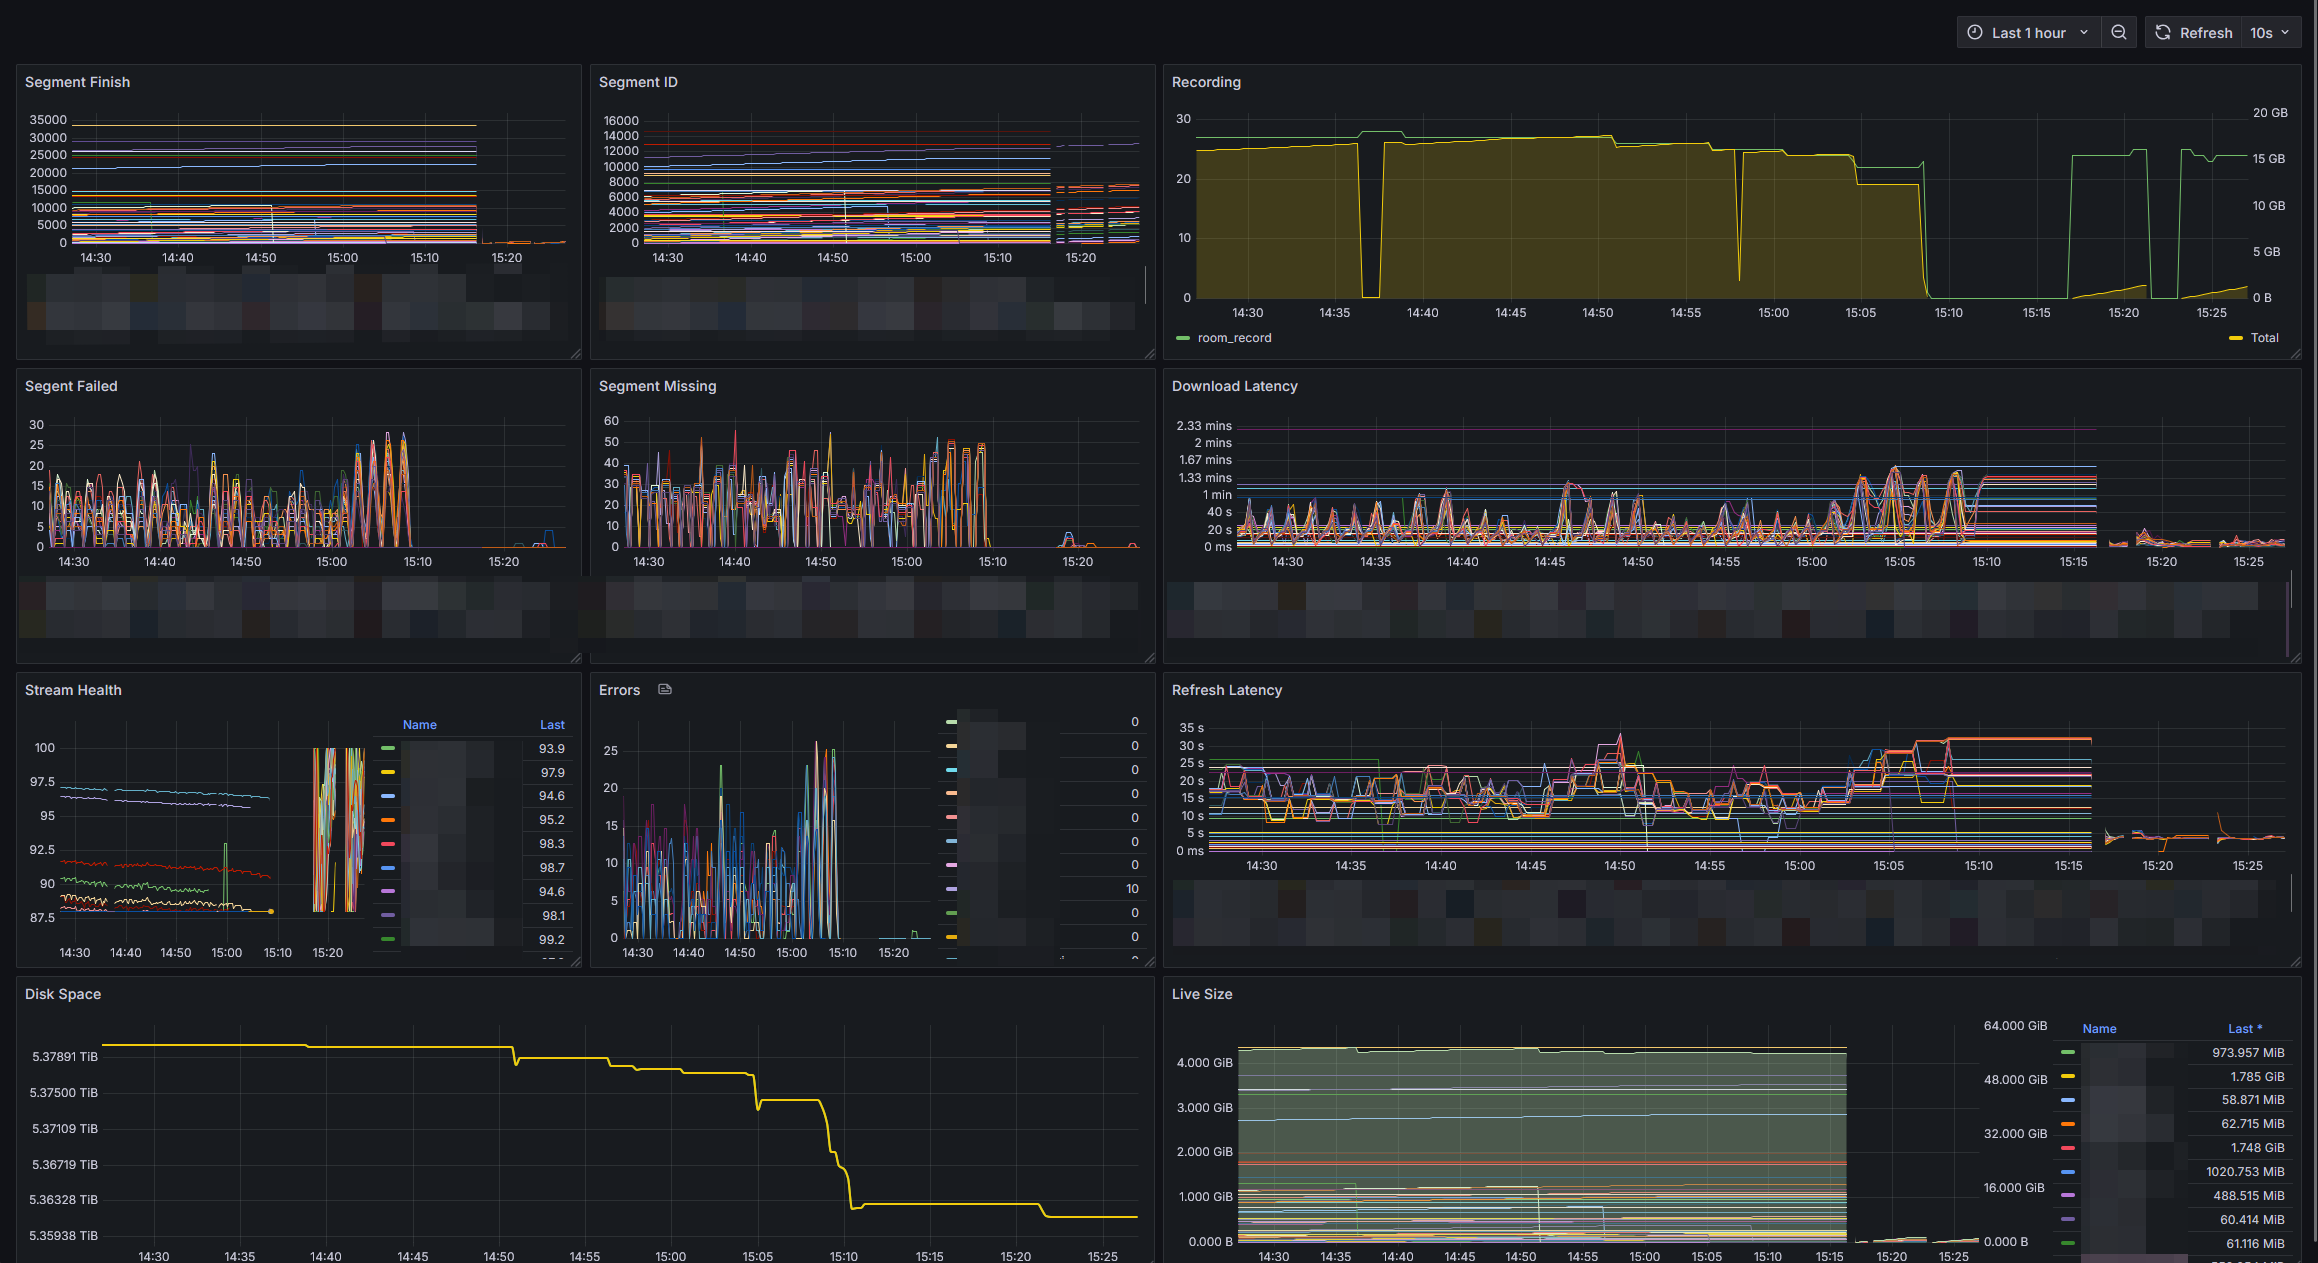 Last 1 hour
Refresh
10s
Segment Finish
35000
30000
25000
20000
15000
10000
5000
0
14:30 14:40 14:50 15:00 15:10 15:20
Segment ID
16000
14000
12000
10000
8000
6000
4000
2000
0
14:30 14:40 14:50 15:00 15:10 15:20
Recording
30
20
10
0
20 GB
15 GB
10 GB
5 GB
0 B
14:30 14:35 14:40 14:45 14:50 14:55 15:00 15:05 15:10 15:15 15:20 15:25
room_record
Total
Segent Failed
30
25
20
15
10
5
0
14:30 14:40 14:50 15:00 15:10 15:20
Segment Missing
60
50
40
30
20
10
0
14:30 14:40 14:50 15:00 15:10 15:20
Download Latency
2.33 mins
2 mins
1.67 mins
1.33 mins
1 min
40 s
20 s
0 ms
14:30 14:35 14:40 14:45 14:50 14:55 15:00 15:05 15:10 15:15 15:20 15:25
Stream Health
100
97.5
95
92.5
90
87.5
14:30 14:40 14:50 15:00 15:10 15:20
Name Last
93.9
97.9
94.6
95.2
98.3
98.7
94.6
98.1
99.2
Errors
25
20
15
10
5
0
14:30 14:40 14:50 15:00 15:10 15:20
0
0
0
0
0
0
0
10
0
0
Refresh Latency
35 s
30 s
25 s
20 s
15 s
10 s
5 s
0 ms
14:30 14:35 14:40 14:45 14:50 14:55 15:00 15:05 15:10 15:15 15:20 15:25
Disk Space
5.37891 TiB
5.37500 TiB
5.37109 TiB
5.36719 TiB
5.36328 TiB
5.35938 TiB
14:30 14:35 14:40 14:45 14:50 14:55 15:00 15:05 15:10 15:15 15:20 15:25
Live Size
4.000 GiB
3.000 GiB
2.000 GiB
1.000 GiB
0.000 B
64.000 GiB
48.000 GiB
32.000 GiB
16.000 GiB
0.000 B
14:30 14:35 14:40 14:45 14:50 14:55 15:00 15:05 15:10 15:15 15:20 15:25
Name Last *
973.957 MiB
1.785 GiB
58.871 MiB
62.715 MiB
1.748 GiB
1020.753 MiB
488.515 MiB
60.414 MiB
61.116 MiB